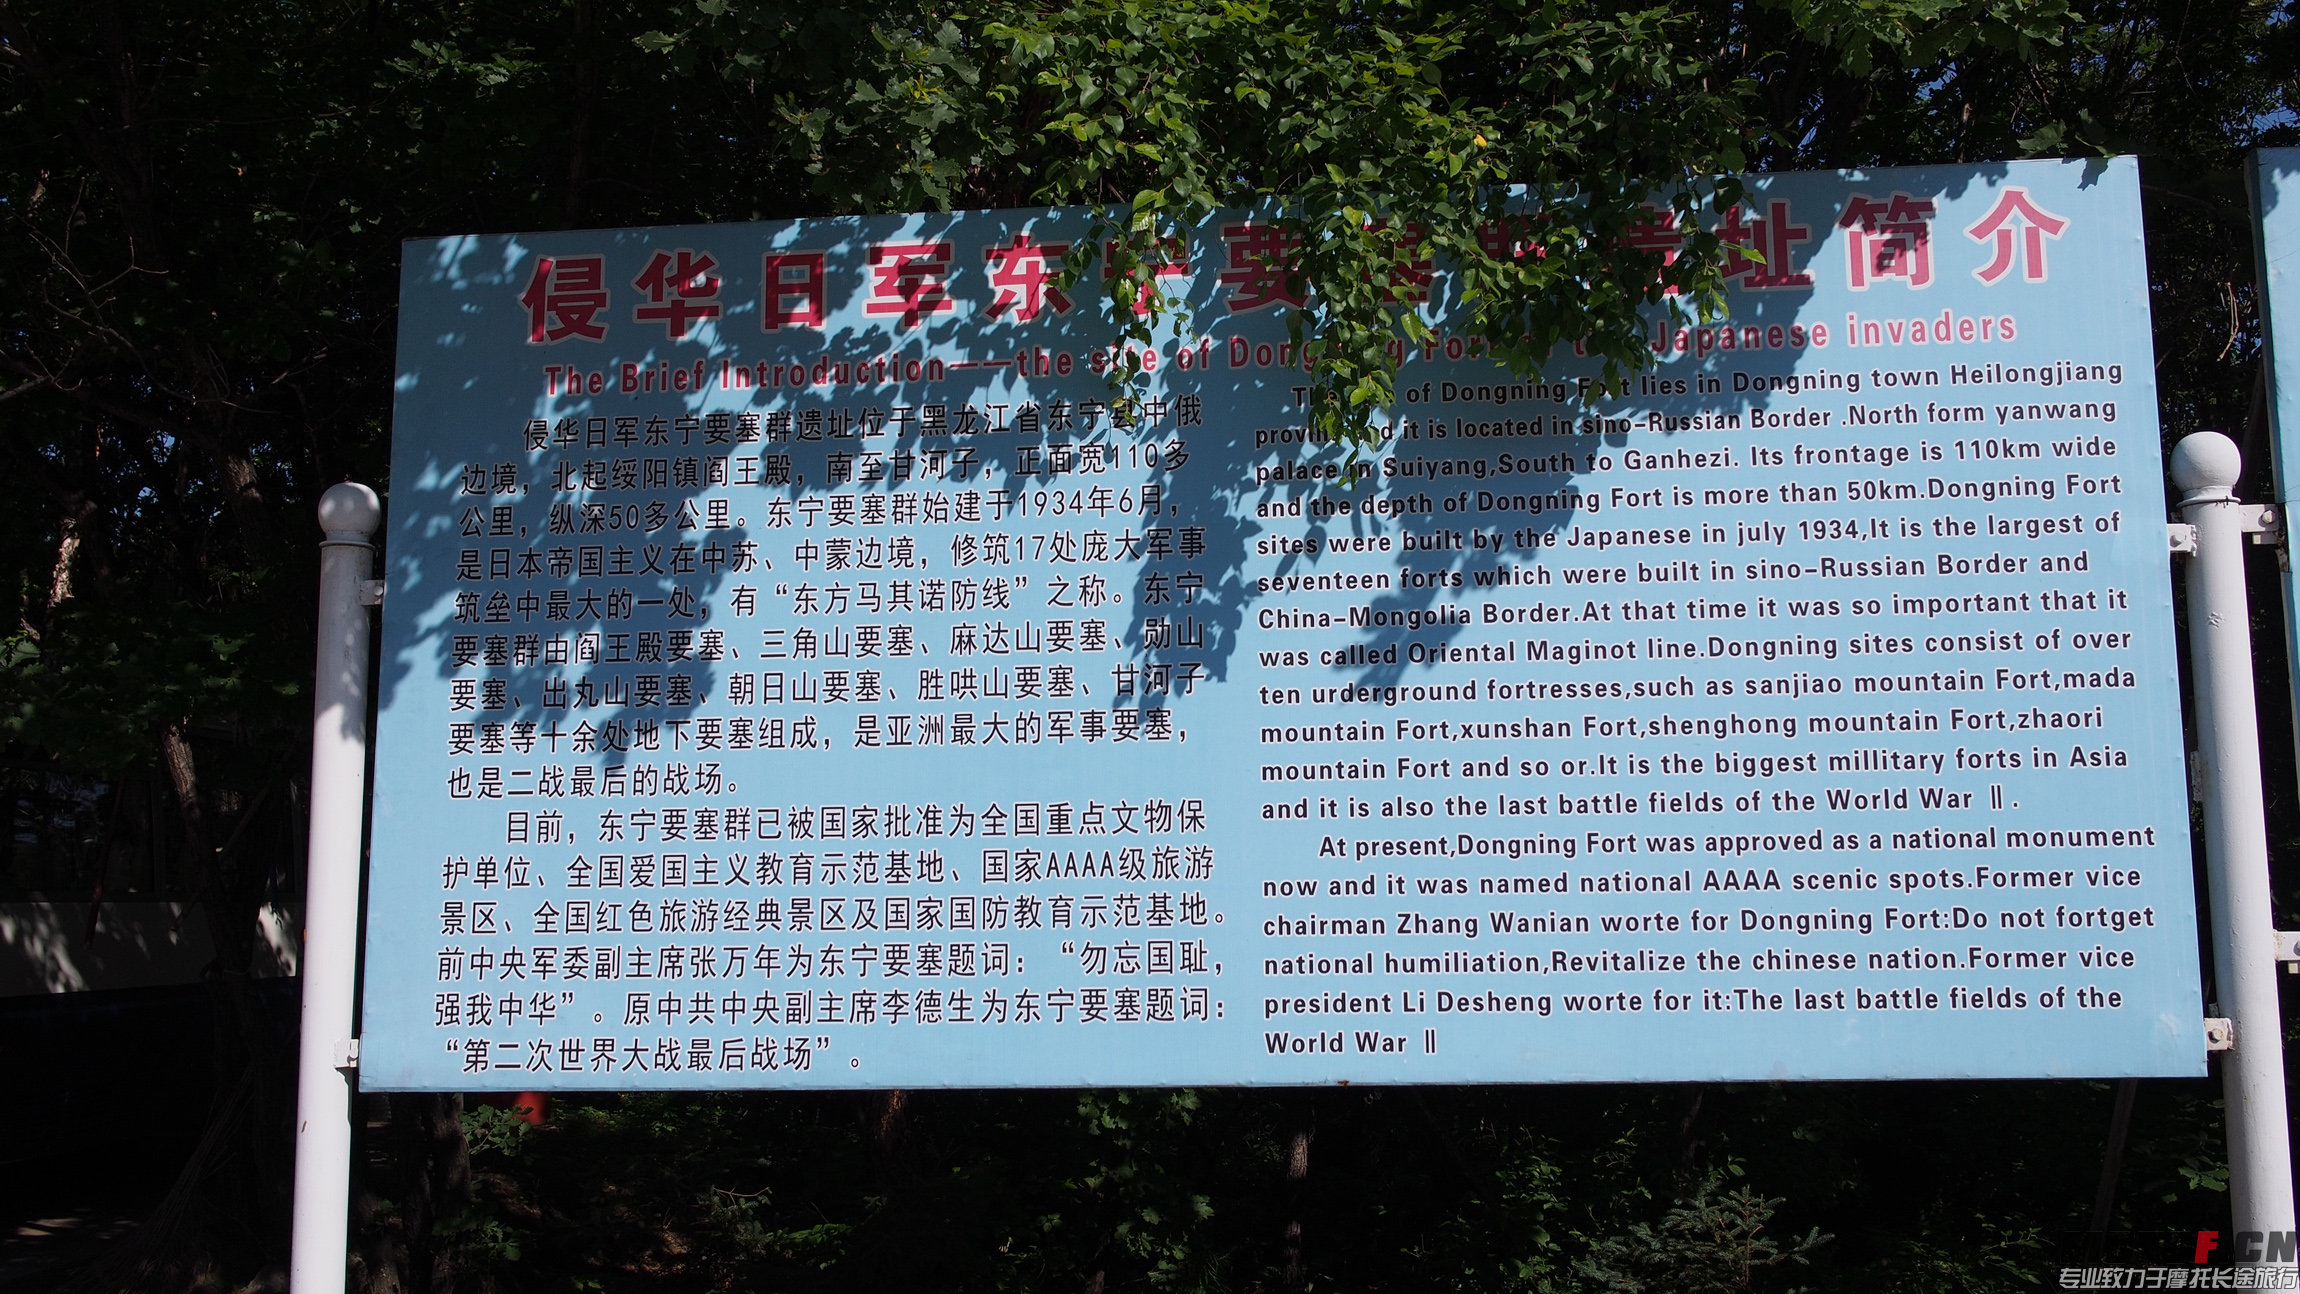 侵华日军东宁要塞群遗址简介
The Brief Introduction——the site of Dongning Fort of the Japanese invaders
侵华日军东宁要塞群遗址位于黑龙江省东宁县中俄
边境，北起绥阳镇阎王殿，南至甘河子，正面宽110多
公里，纵深50多公里。东宁要塞群始建于1934年6月，
是日本帝国主义在中苏、中蒙边境，修筑17处庞大军事
筑垒中最大的一处，有“东方马其诺防线”之称。东宁
要塞群由阎王殿要塞、三角山要塞、麻达山要塞、勋山
要塞、出丸山要塞、朝日山要塞、胜哄山要塞、甘河子
要塞等十余处地下要塞组成，是亚洲最大的军事要塞，
也是二战最后的战场。
目前，东宁要塞群已被国家批准为全国重点文物保
护单位、全国爱国主义教育示范基地、国家AAAA级旅游
景区、全国红色旅游经典景区及国家国防教育示范基地。
前中央军委副主席张万年为东宁要塞题词：“勿忘国耻，
强我中华”。原中共中央副主席李德生为东宁要塞题词：
“第二次世界大战最后战场”。
The of Dongning Fort lies in Dongning town Heilongjiang
provin d it is located in sino-Russian Border .North form yanwang
palace in Suiyang,South to Ganhezi. Its frontage is 110km wide
and the depth of Dongning Fort is more than 50km.Dongning Fort
sites were built by the Japanese in july 1934,It is the largest of
seventeen forts which were built in sino-Russian Border and
China-Mongolia Border.At that time it was so important that it
was called Oriental Maginot line.Dongning sites consist of over
ten urderground fortresses,such as sanjiao mountain Fort,mada
mountain Fort,xunshan Fort,shenghong mountain Fort,zhaori
mountain Fort and so or.It is the biggest millitary forts in Asia
and it is also the last battle fields of the World War Ⅱ.
At present,Dongning Fort was approved as a national monument
now and it was named national AAAA scenic spots.Former vice
chairman Zhang Wanian worte for Dongning Fort:Do not fortget
national humiliation,Revitalize the chinese nation.Former vice
president Li Desheng worte for it:The last battle fields of the
World War Ⅱ
F CN
专业致力于摩托长途旅行